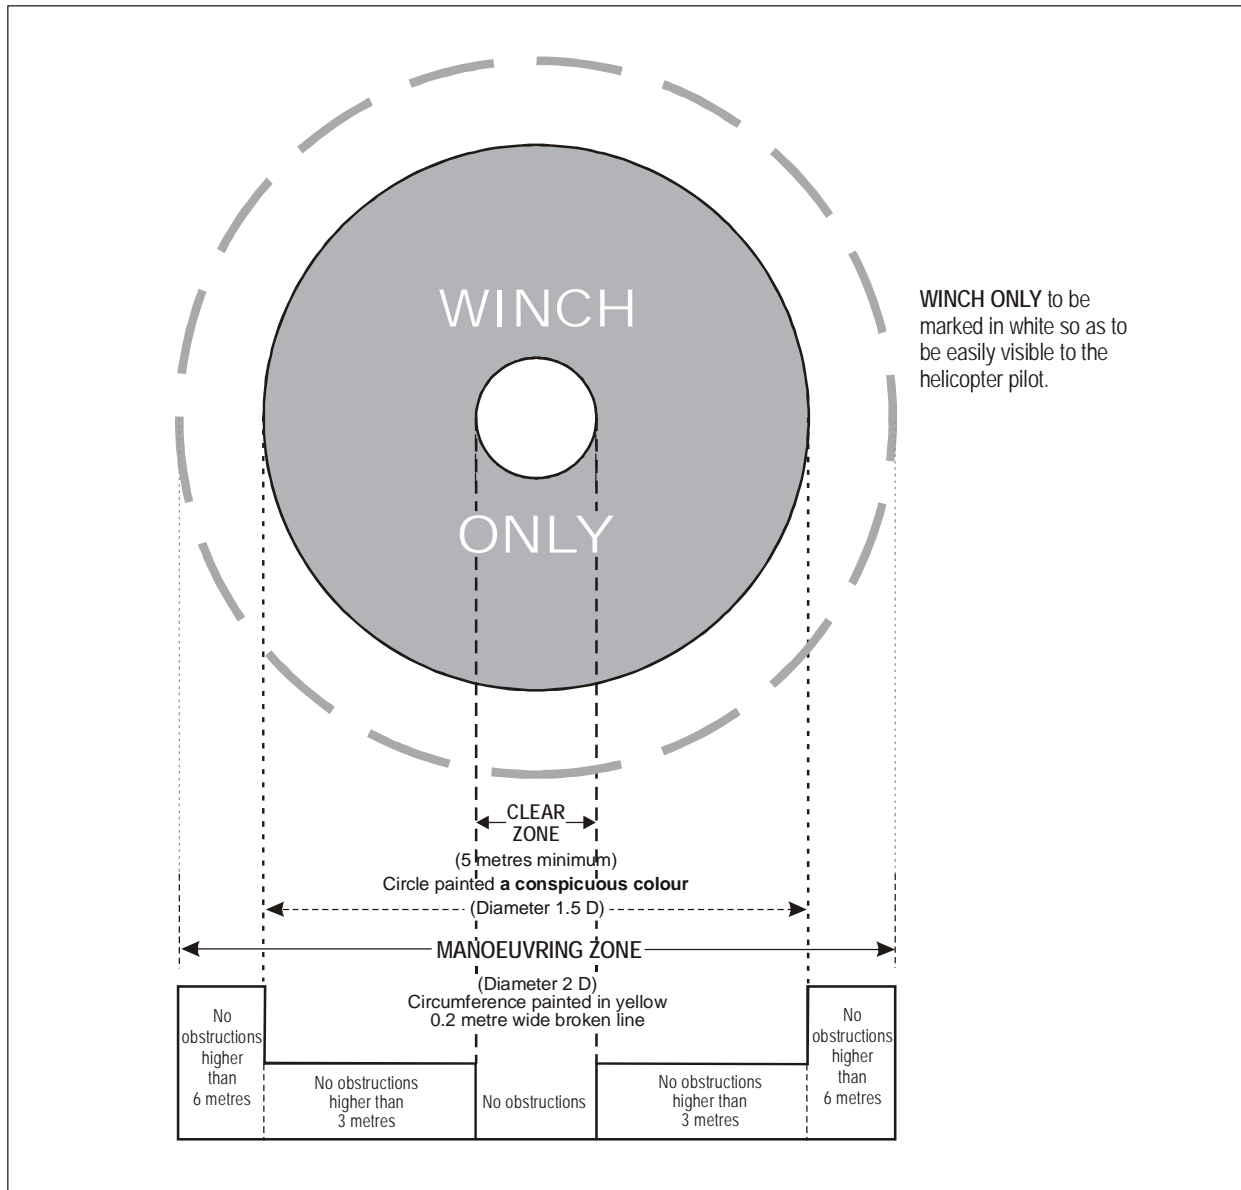 WINCH
ONLY
WINCH ONLY to be
marked in white so as to
be easily visible to the
helicopter pilot.
CLEAR
ZONE
(5 metres minimum)
Circle painted a conspicuous colour
(Diameter 1.5 D)
MANOEUVRING ZONE
(Diameter 2 D)
Circumference painted in yellow
0.2 metre wide broken line
No
obstructions
higher
than
6 metres
No obstructions
higher than
3 metres
No obstructions
No obstructions
higher than
3 metres
No
obstructions
higher
than
6 metres